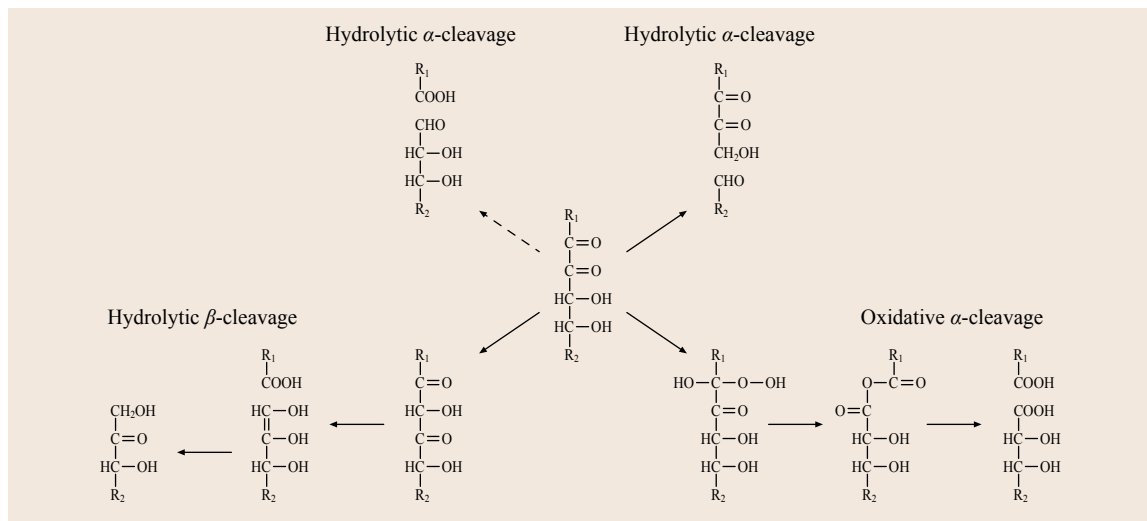 Hydrolytic α-cleavage
R₁
COOH
CHO
HC—OH
HC—OH
R₂
Hydrolytic α-cleavage
R₁
C=O
C=O
CH₂OH
CHO
R₂
R₁
C=O
C=O
HC—OH
HC—OH
R₂
Hydrolytic β-cleavage
CH₂OH
C=O
HC—OH
R₂
R₁
COOH
HC—OH
C—OH
HC—OH
R₂
R₁
C=O
HC—OH
C=O
HC—OH
R₂
Oxidative α-cleavage
R₁
HO—C—O—OH
C=O
HC—OH
HC—OH
R₂
R₁
O—C=O
O=C
HC—OH
HC—OH
R₂
R₁
COOH
COOH
HC—OH
HC—OH
R₂